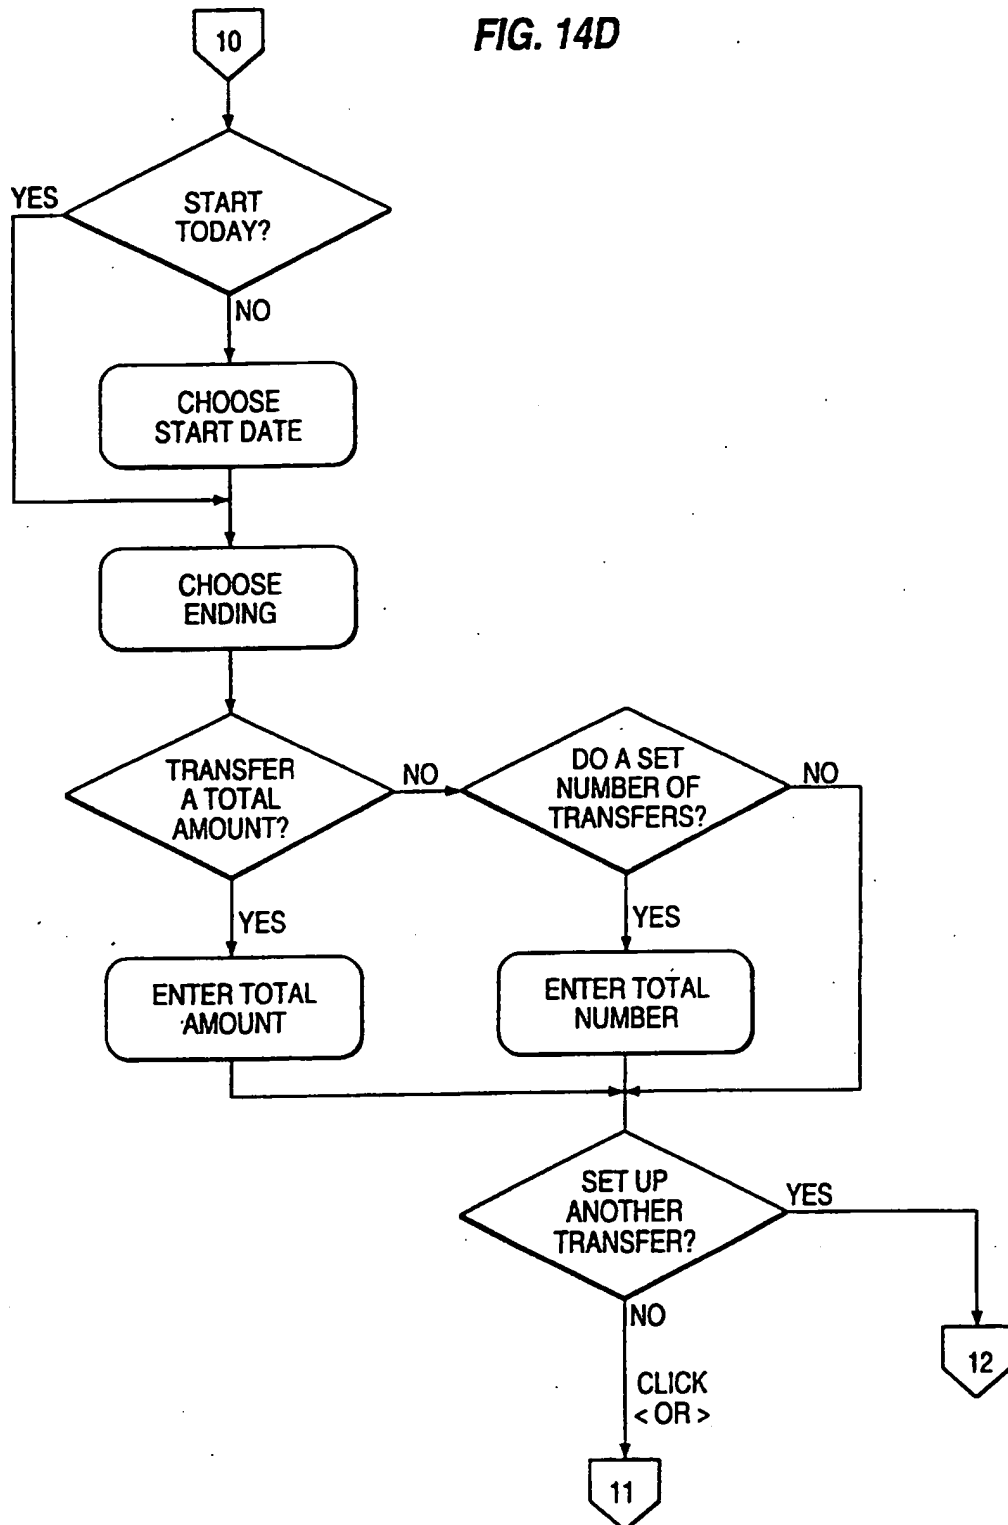 FIG. 14D
10
START
TODAY?
YES
NO
CHOOSE
START DATE
CHOOSE
ENDING
TRANSFER
A TOTAL
AMOUNT?
NO
DO A SET
NUMBER OF
TRANSFERS?
NO
YES
YES
ENTER TOTAL
AMOUNT
ENTER TOTAL
NUMBER
SET UP
ANOTHER
TRANSFER?
YES
NO
12
CLICK
< OR >
11